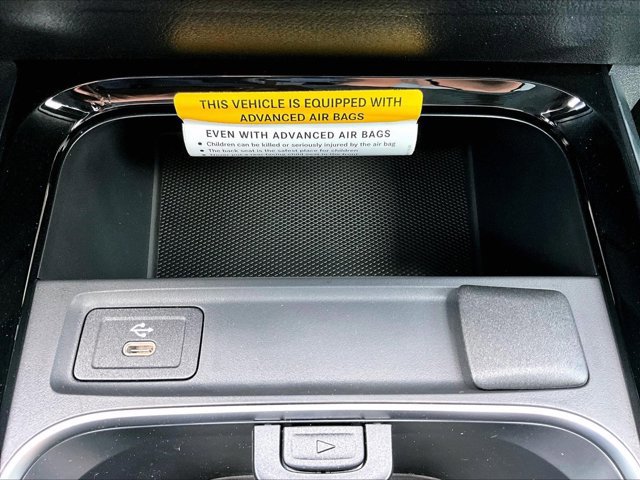 THIS VEHICLE IS EQUIPPED WITH
ADVANCED AIR BAGS
EVEN WITH ADVANCED AIR BAGS
• Children can be killed or seriously injured by the air bag
• The back seat is the safest place for children